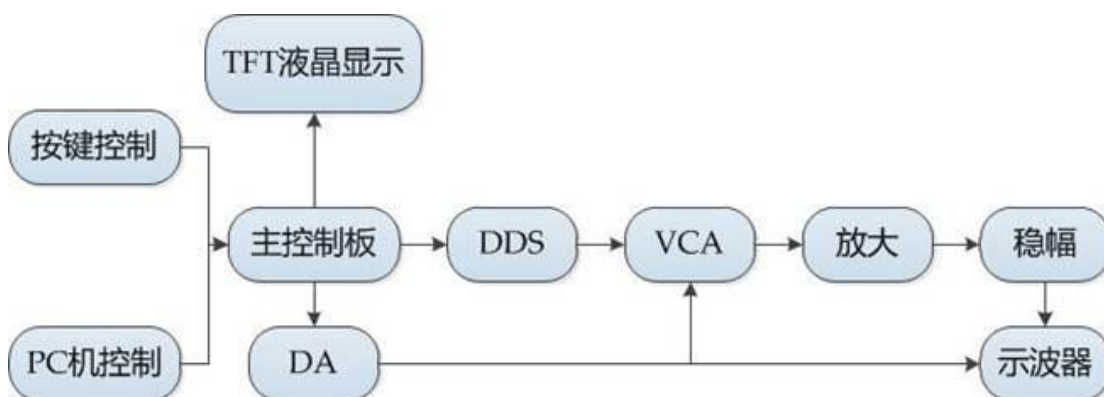 TFT液晶显示
按键控制
主控制板
DDS
VCA
放大
稳幅
PC机控制
DA
示波器